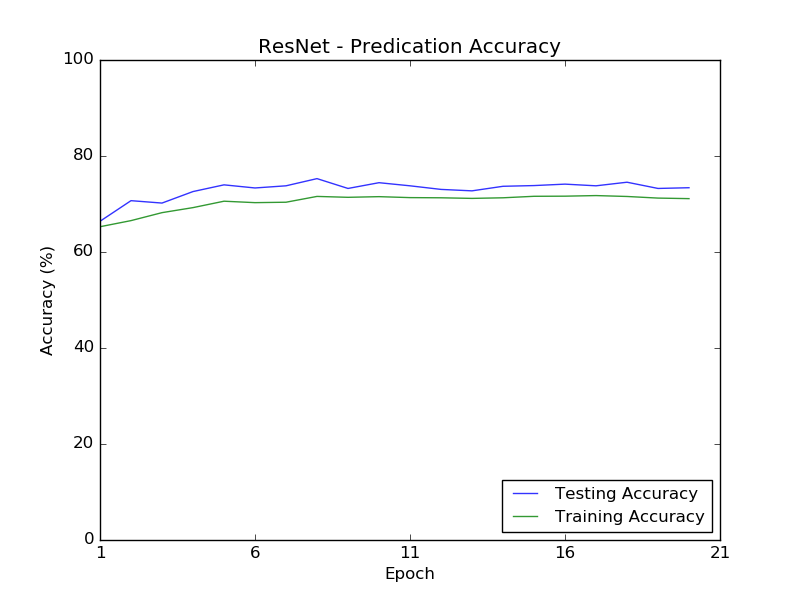 ResNet - Predication Accuracy
100
80
60
40
20
0
Accuracy (%)
1 6 11 16 21
Epoch
Testing Accuracy
Training Accuracy